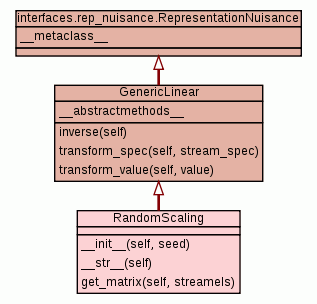 interfaces.rep_nuisance.RepresentationNuisance
__metaclass__
GenericLinear
__abstractmethods__
inverse(self)
transform_spec(self, stream_spec)
transform_value(self, value)
RandomScaling
__init__(self, seed)
__str__(self)
get_matrix(self, streamels)